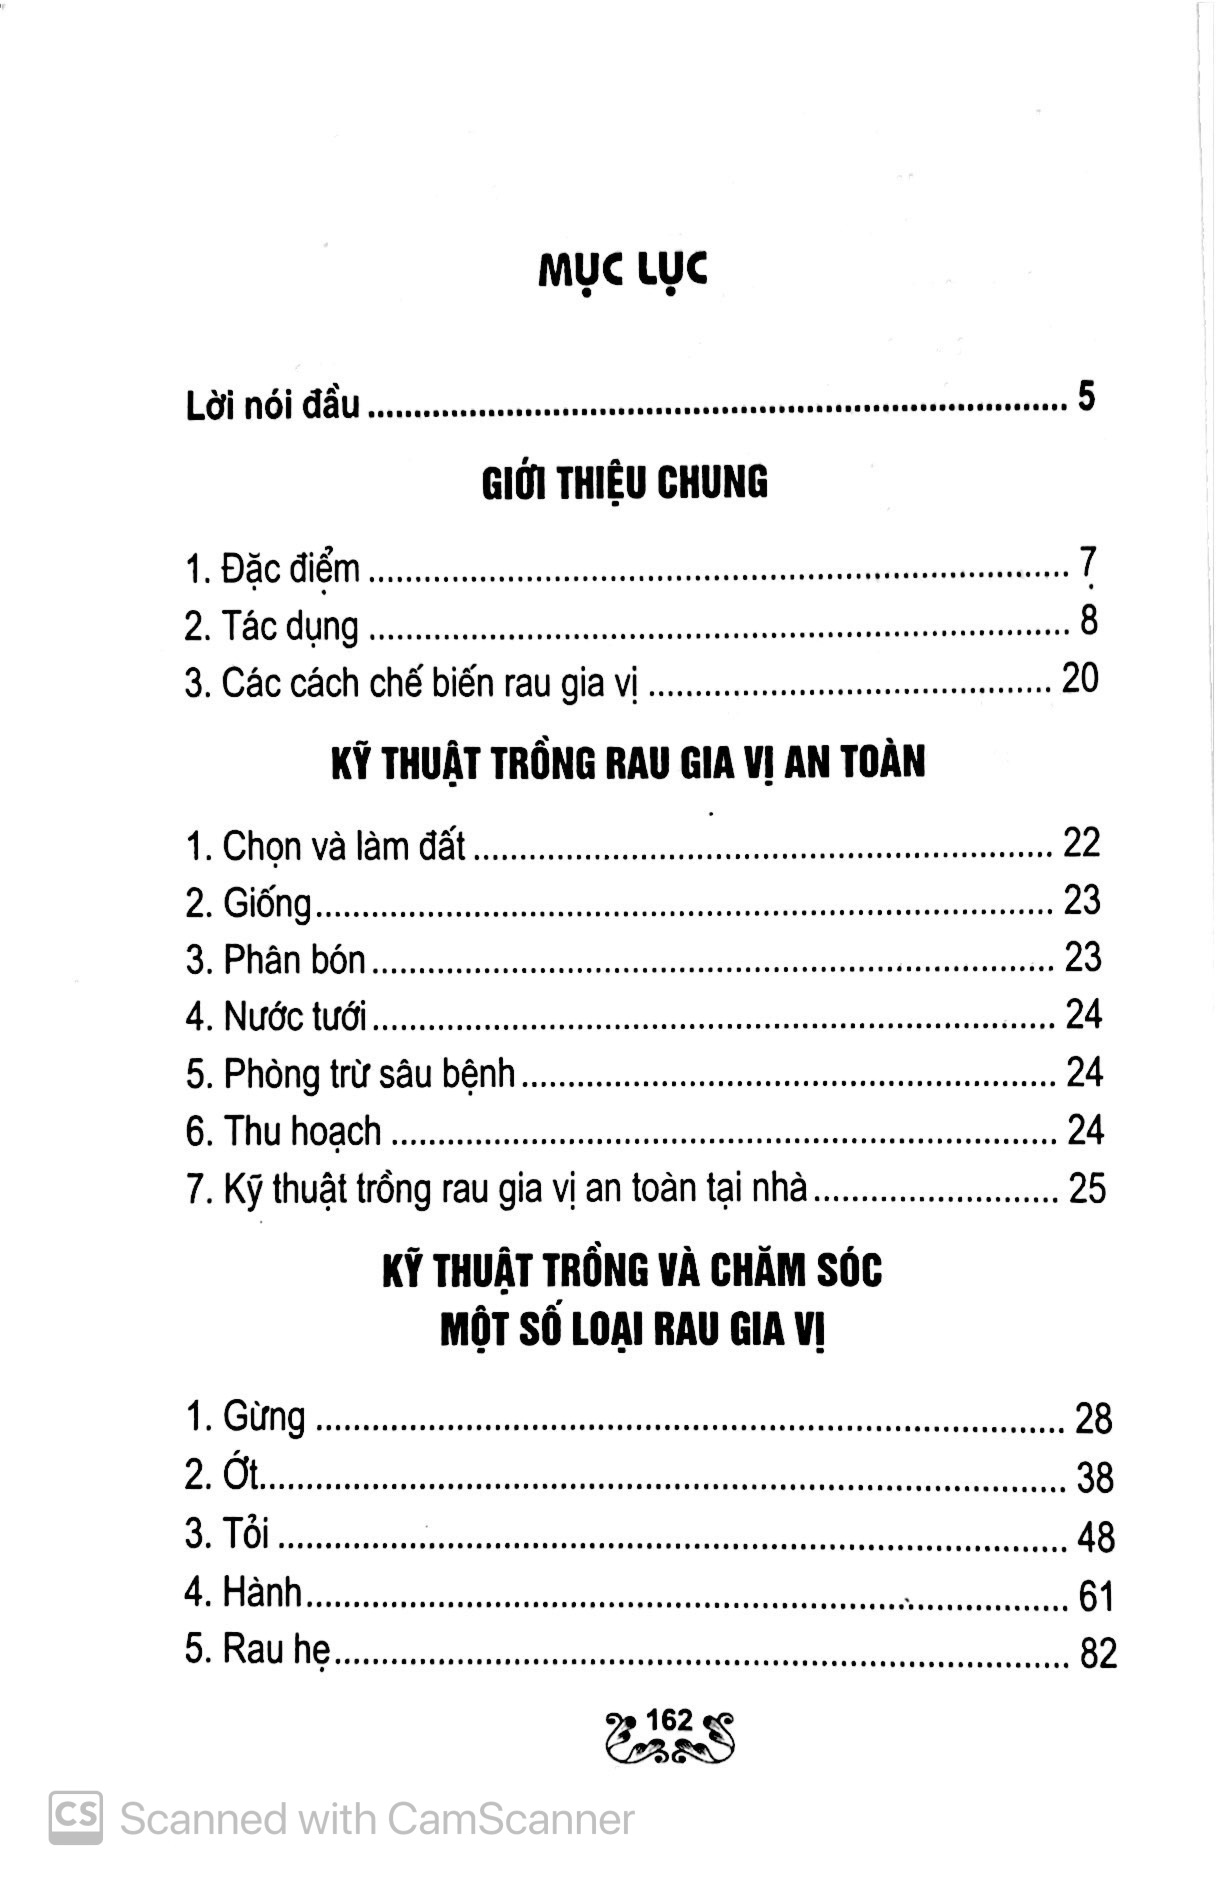 MỤC LỤC
Lời nói đầu ........................................................................... 5
GIỚI THIỆU CHUNG
1. Đặc điểm ........................................................................... 7
2. Tác dụng ........................................................................... 8
3. Các cách chế biến rau gia vị ........................................... 20
KỸ THUẬT TRỒNG RAU GIA VỊ AN TOÀN
1. Chọn và làm đất .............................................................. 22
2. Giống ............................................................................... 23
3. Phân bón ......................................................................... 23
4. Nước tưới ........................................................................ 24
5. Phòng trừ sâu bệnh ......................................................... 24
6. Thu hoạch ....................................................................... 24
7. Kỹ thuật trồng rau gia vị an toàn tại nhà .......................... 25
KỸ THUẬT TRỒNG VÀ CHĂM SÓC
MỘT SỐ LOẠI RAU GIA VỊ
1. Gừng ............................................................................... 28
2. Ớt ..................................................................................... 38
3. Tỏi .................................................................................... 48
4. Hành ................................................................................ 61
5. Rau hẹ ............................................................................. 82
162
CS Scanned with CamScanner